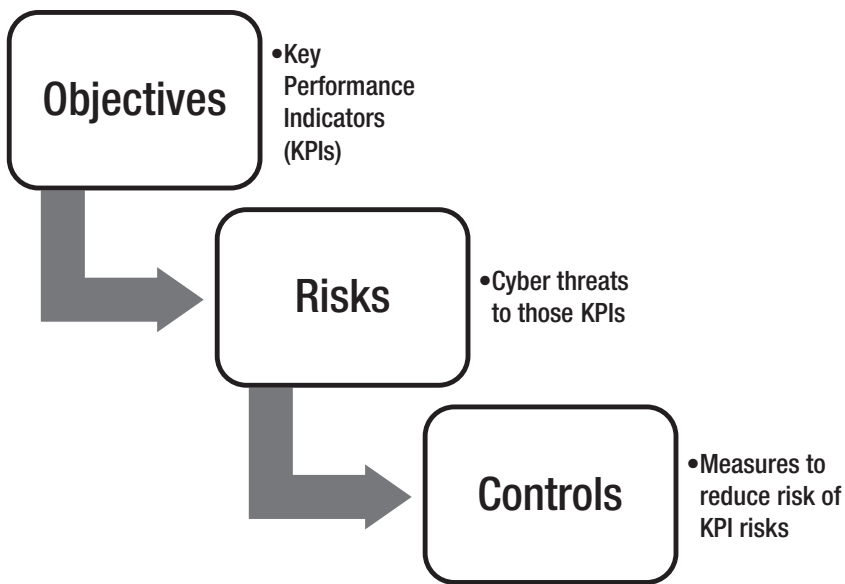 Objectives
•Key
Performance
Indicators
(KPIs)
Risks
•Cyber threats
to those KPIs
Controls
•Measures to
reduce risk of
KPI risks